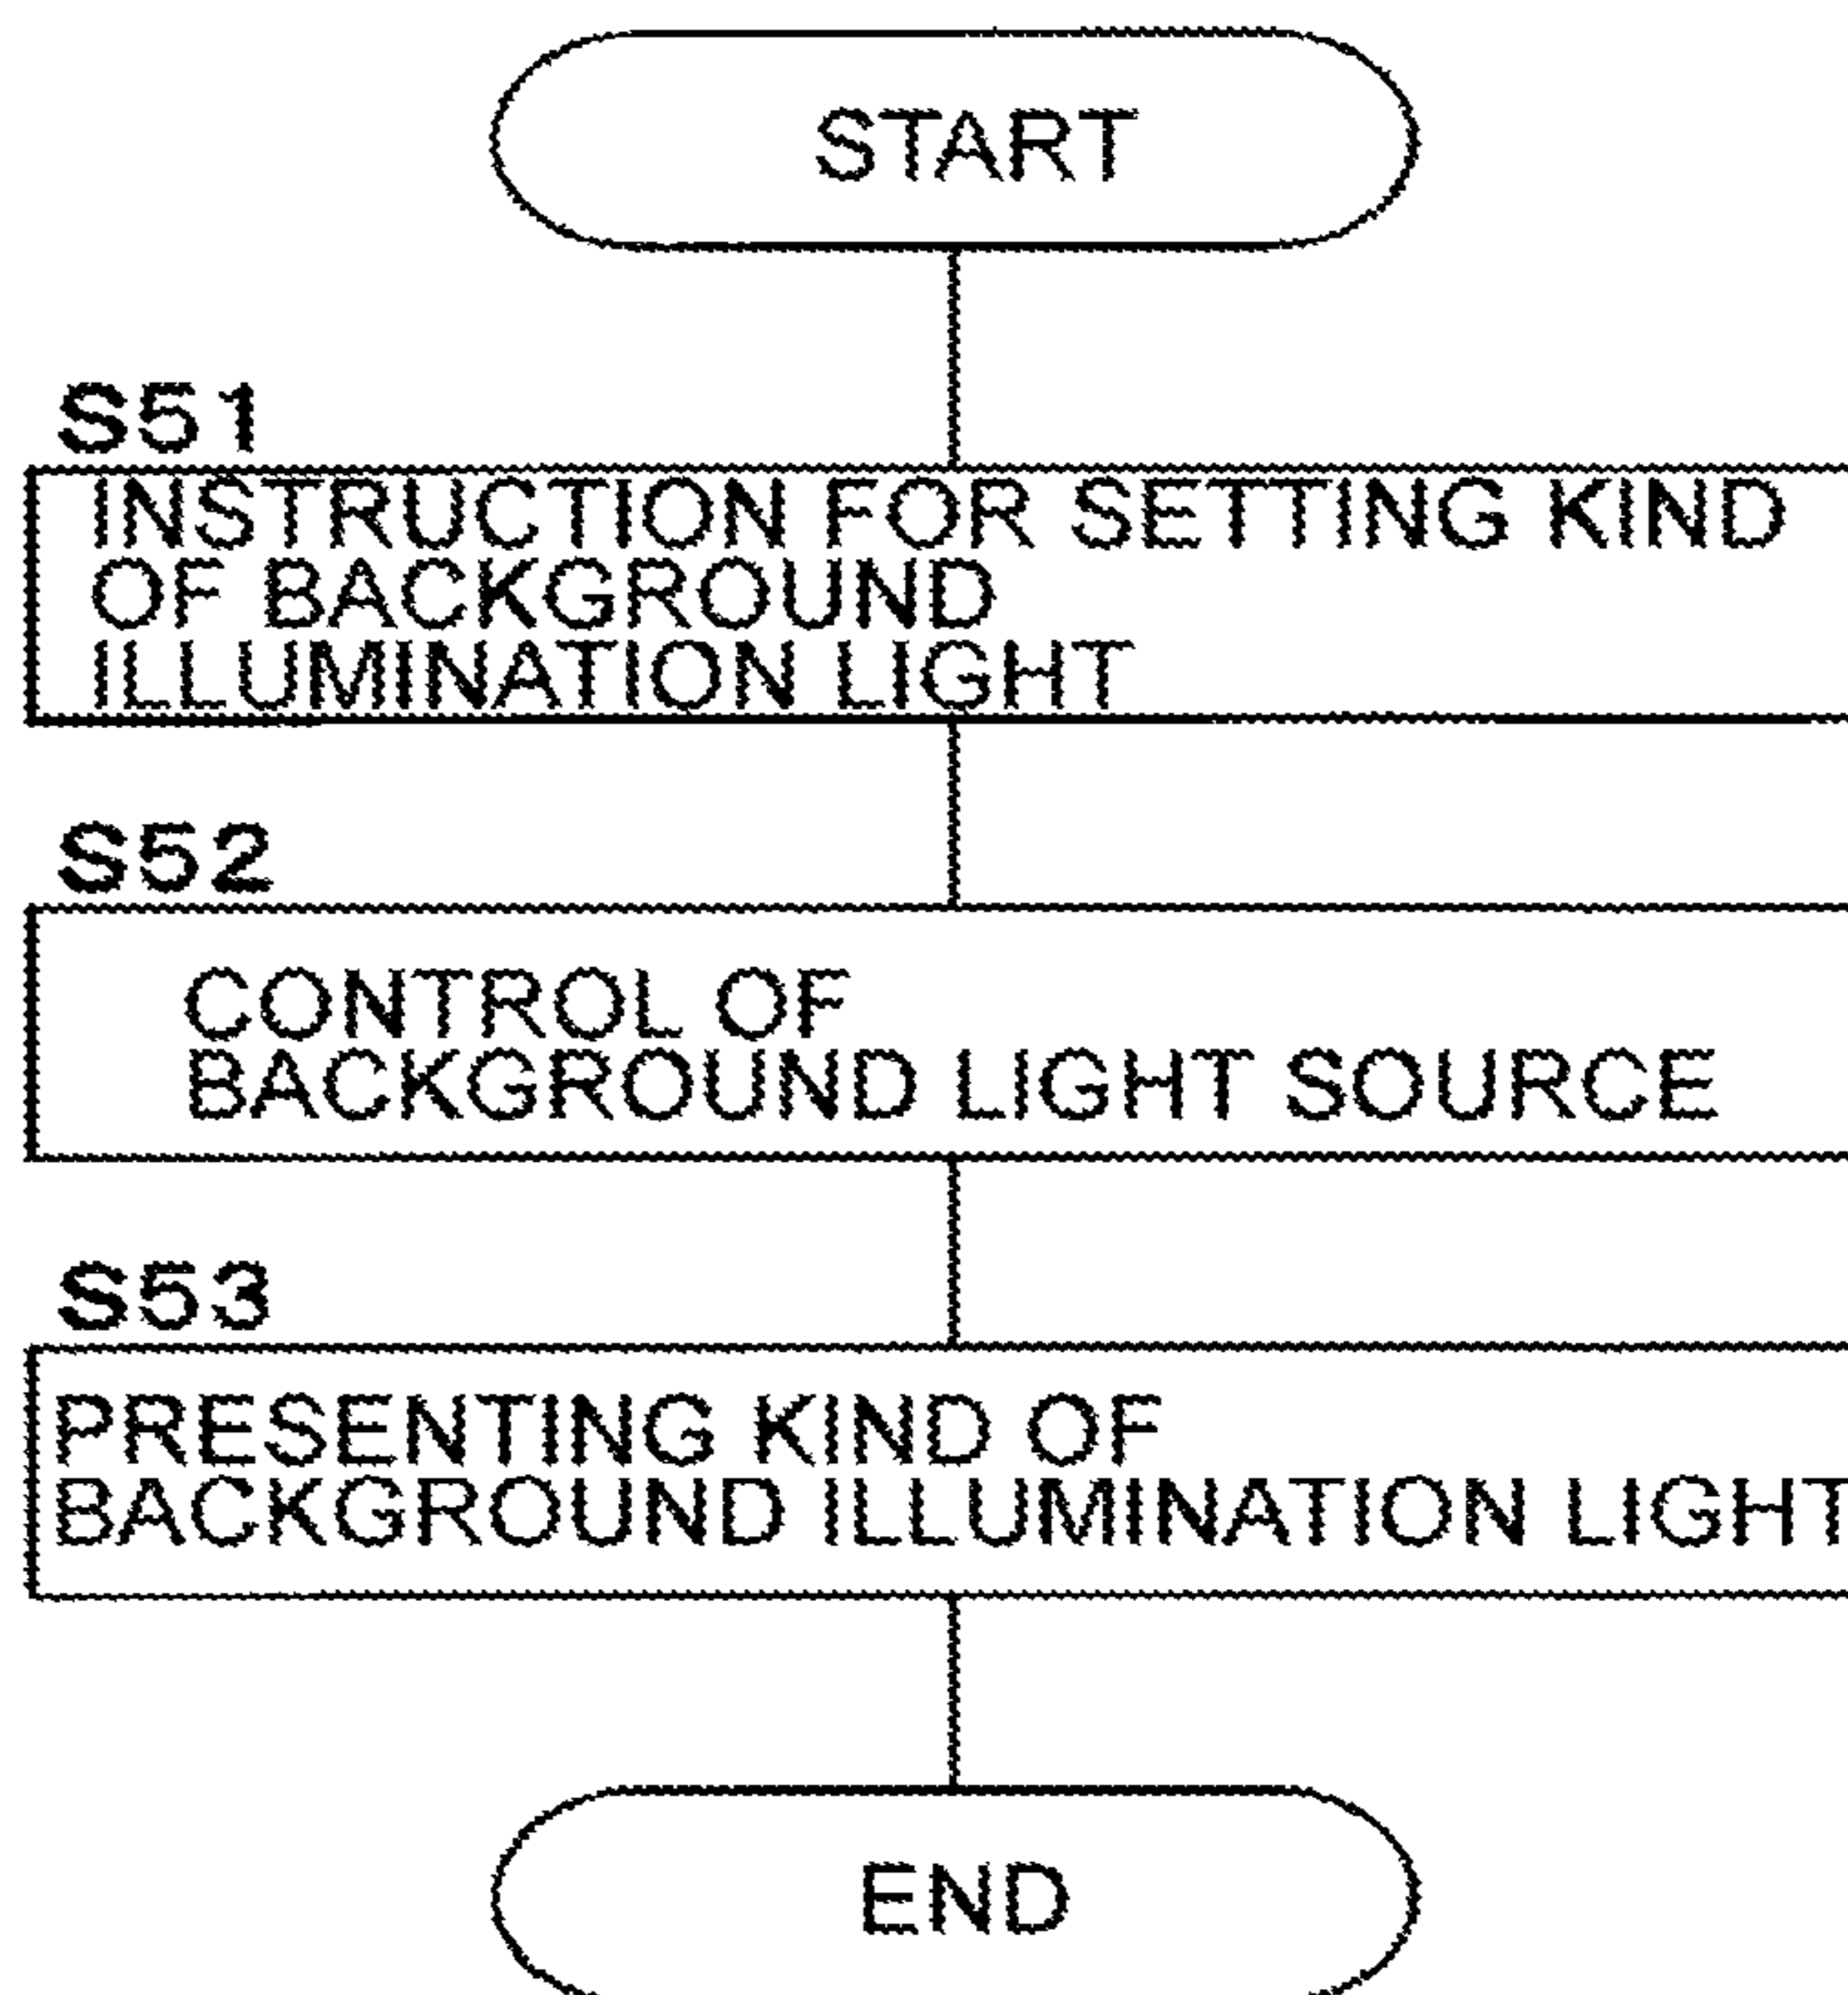 START
S51
INSTRUCTION FOR SETTING KIND
OF BACKGROUND
ILLUMINATION LIGHT
S52
CONTROL OF
BACKGROUND LIGHT SOURCE
S53
PRESENTING KIND OF
BACKGROUND ILLUMINATION LIGHT
END